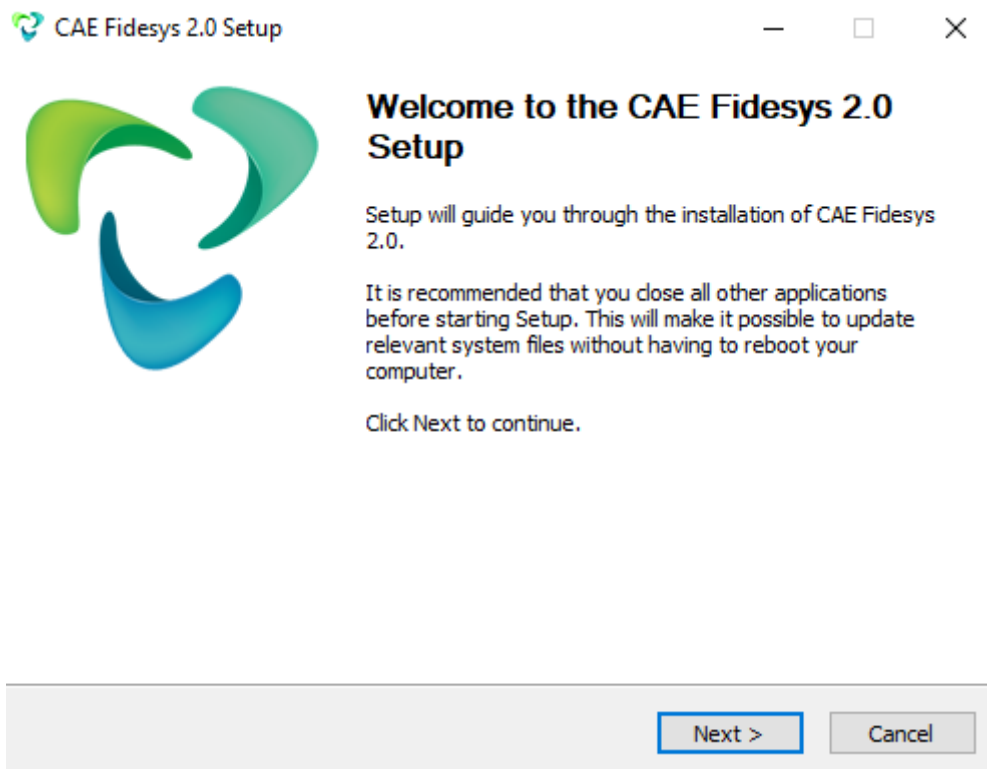 CAE Fidesys 2.0 Setup
Welcome to the CAE Fidesys 2.0
Setup
Setup will guide you through the installation of CAE Fidesys
2.0.
It is recommended that you close all other applications
before starting Setup. This will make it possible to update
relevant system files without having to reboot your
computer.
Click Next to continue.
Next >
Cancel